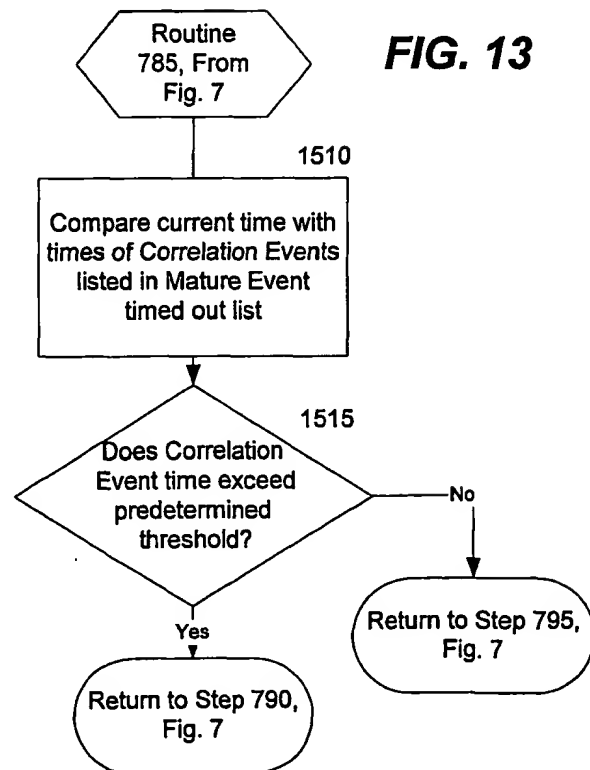 Routine
785, From
Fig. 7
FIG. 13
1510
Compare current time with
times of Correlation Events
listed in Mature Event
timed out list
1515
Does Correlation
Event time exceed
predetermined
threshold?
No
Yes
Return to Step 795,
Fig. 7
Return to Step 790,
Fig. 7